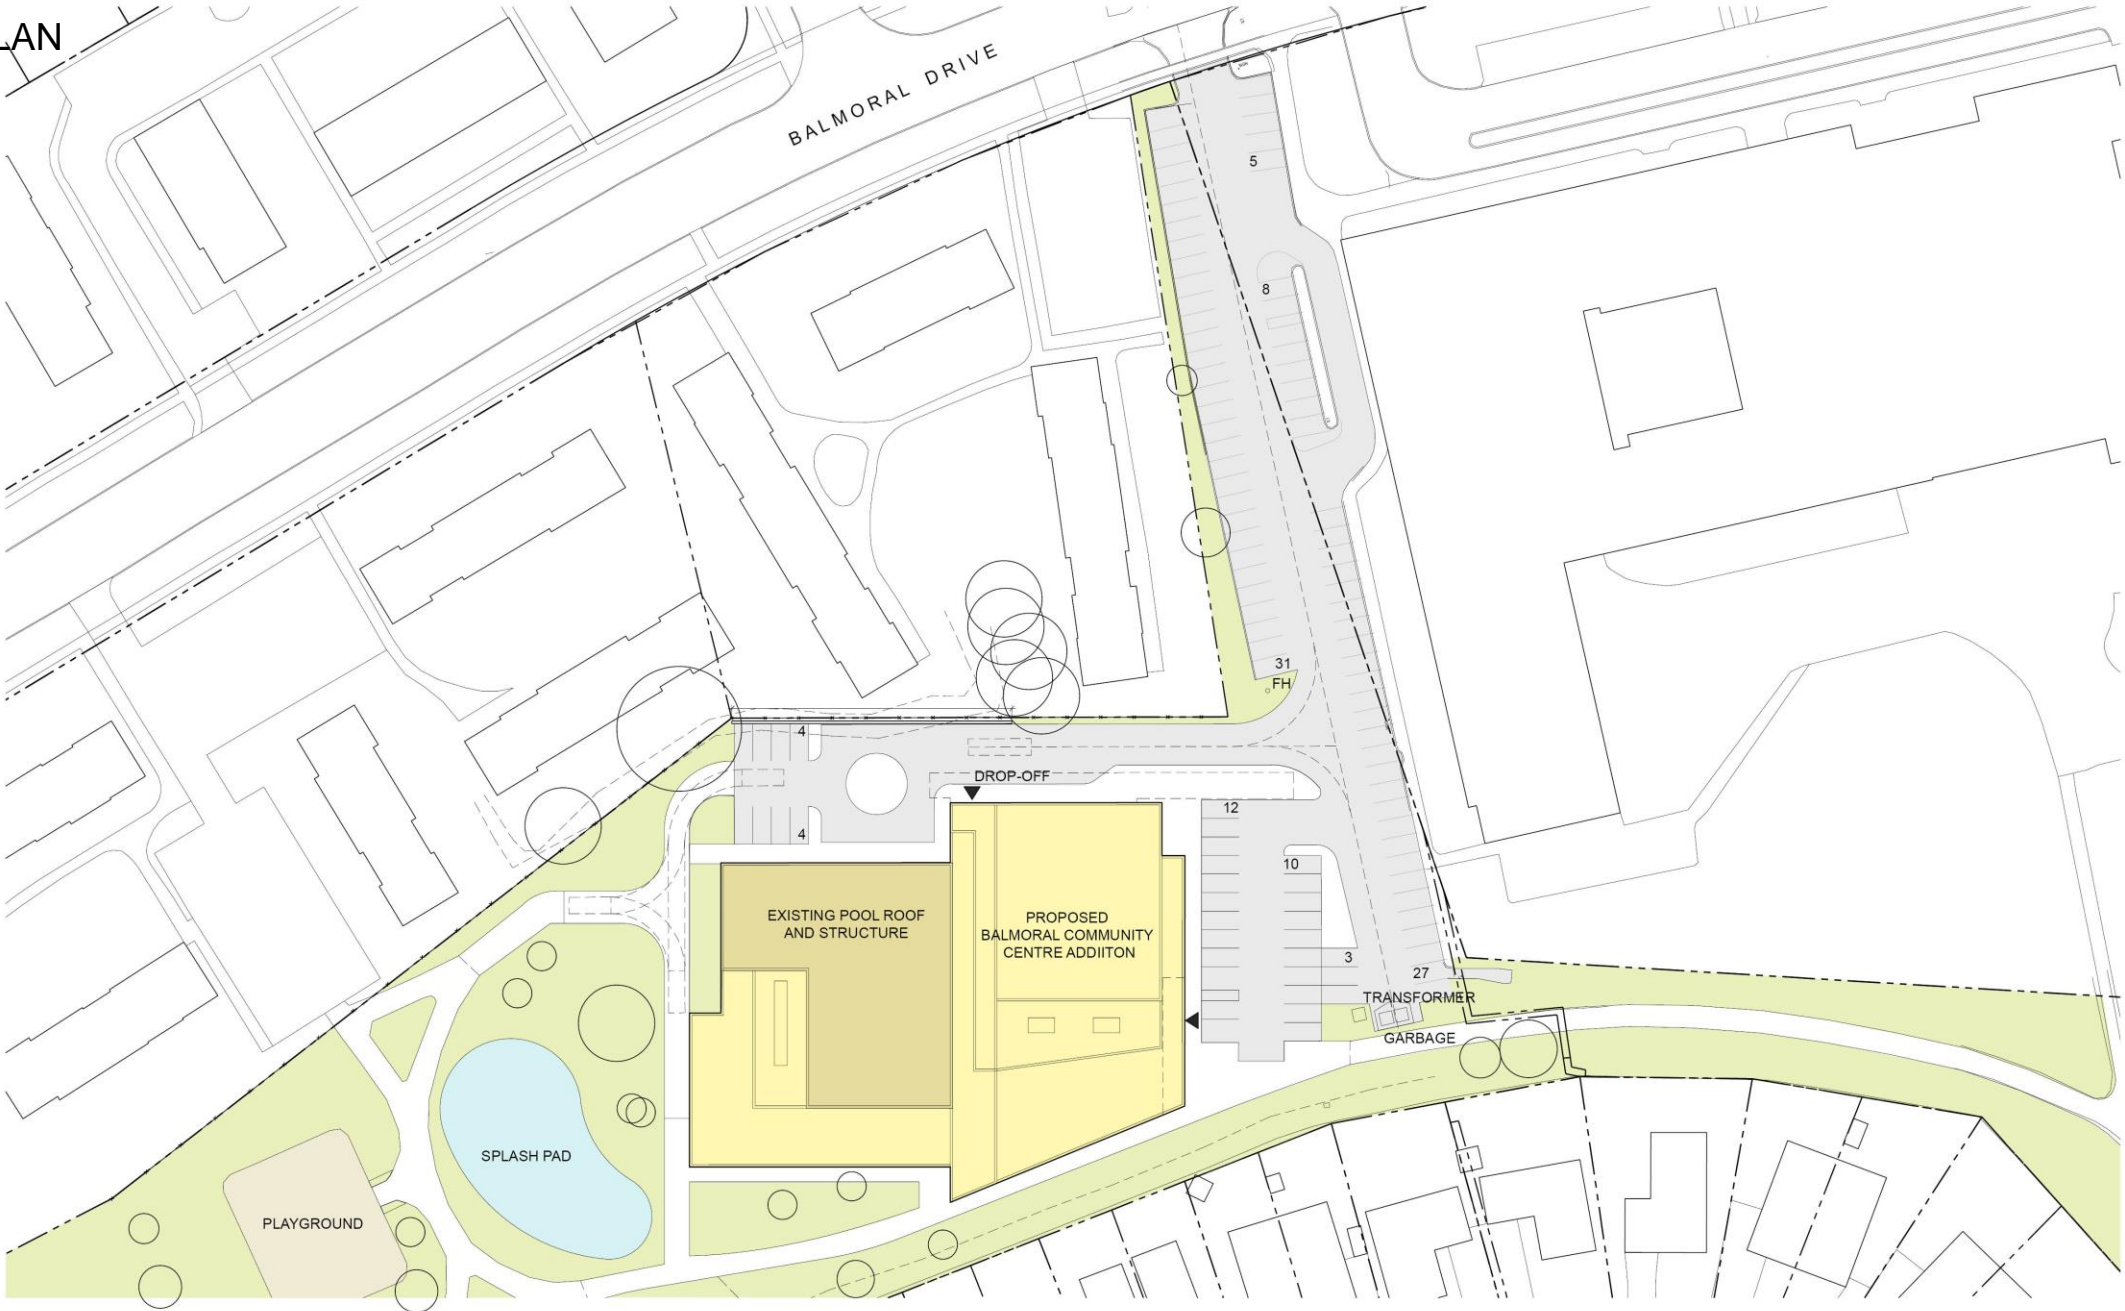 LAN
BALMORAL DRIVE
5
8
31
FH
4
DROP-OFF
12
4
10
EXISTING POOL ROOF
AND STRUCTURE
PROPOSED
BALMORAL COMMUNITY
CENTRE ADDIITON
3
27
TRANSFORMER
GARBAGE
SPLASH PAD
PLAYGROUND